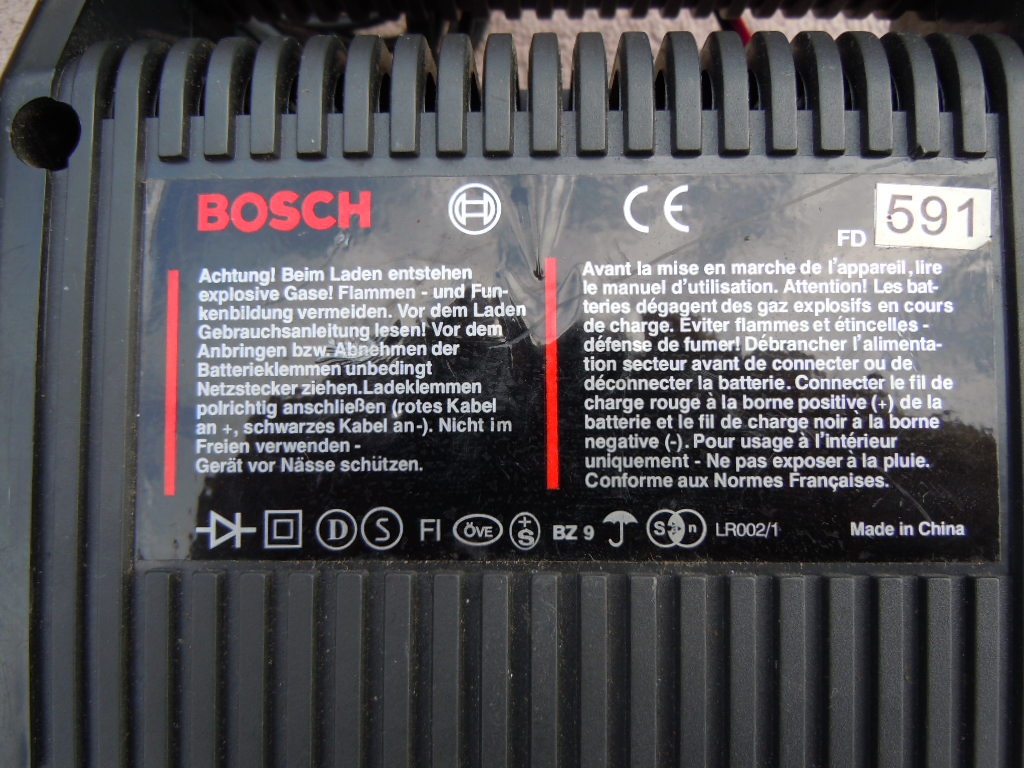 BOSCH
CE
FD 591
Achtung! Beim Laden entstehen
explosive Gase! Flammen - und Fun-
kenbildung vermeiden. Vor dem Laden
Gebrauchsanleitung lesen! Vor dem
Anbringen bzw. Abnehmen der
Batterieklemmen unbedingt
Netzstecker ziehen.Ladeklemmen
polrichtig anschließen (rotes Kabel
an +, schwarzes Kabel an-). Nicht im
Freien verwenden -
Gerät vor Nässe schützen.
Avant la mise en marche de l'appareil, lire
le manuel d'utilisation. Attention! Les bat-
teries dégagent des gaz explosifs en cours
de charge. Eviter flammes et étincelles -
défense de fumer! Débrancher l'alimenta-
tion secteur avant de connecter ou de
déconnecter la batterie. Connecter le fil de
charge rouge à la borne positive (+) de la
batterie et le fil de charge noir à la borne
negative (-). Pour usage à l'intérieur
uniquement - Ne pas exposer à la pluie.
Conforme aux Normes Françaises.
D S FI ÖVE +S BZ 9 San LR002/1 Made in China